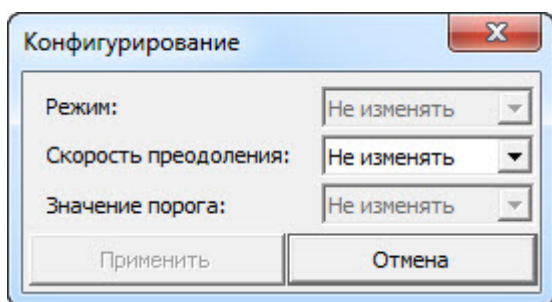 Конфигурирование
Режим: Не изменять
Скорость преодоления: Не изменять
Значение порога: Не изменять
Применить Отмена